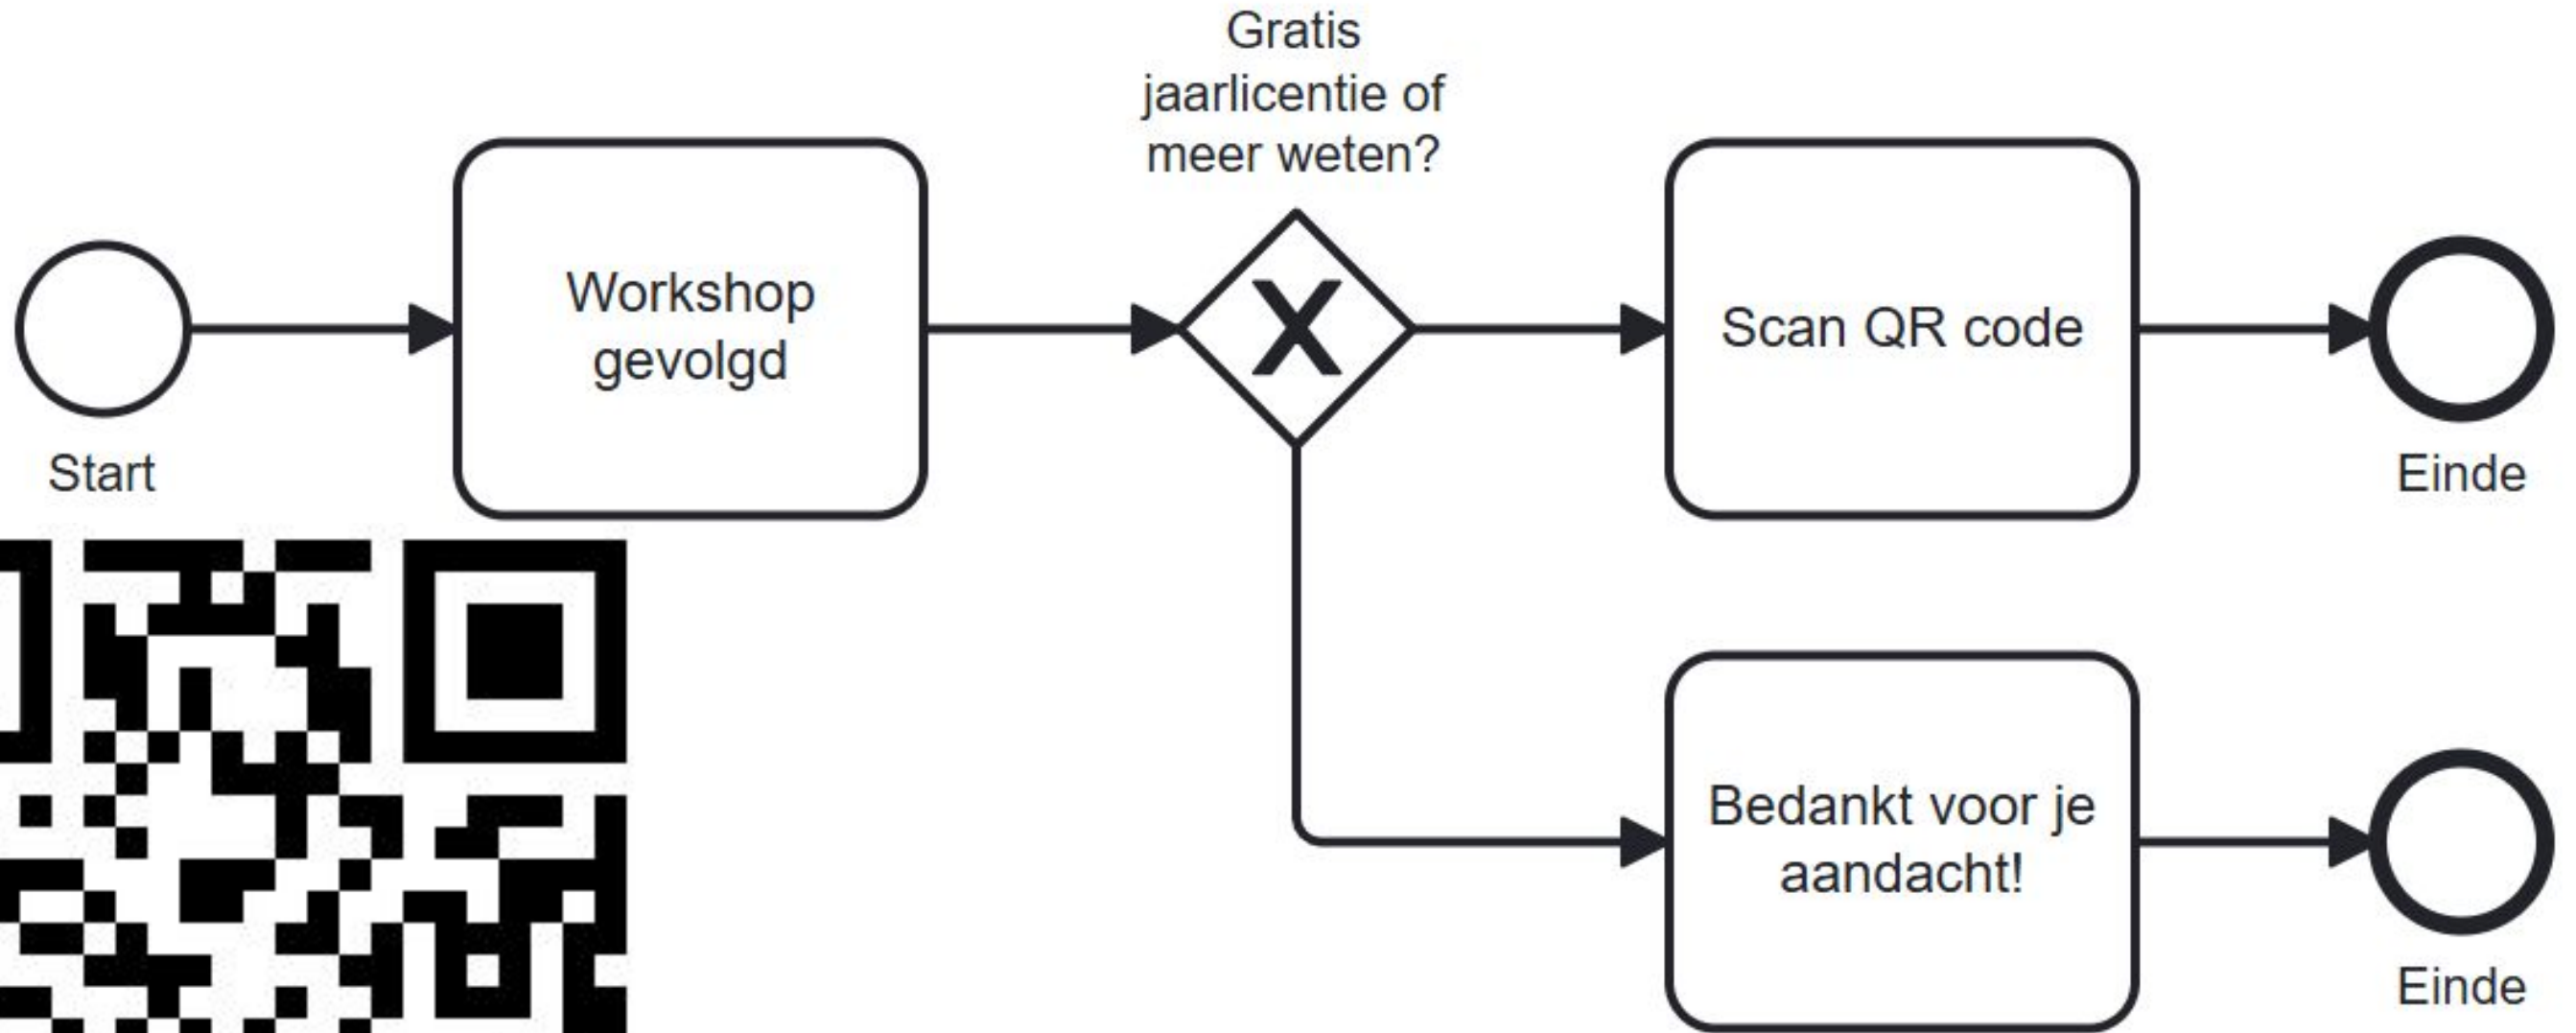 Gratis
jaarlicentie of
meer weten?
Workshop
gevolgd
X
Scan QR code
Start
Einde
Bedankt voor je
aandacht!
Einde